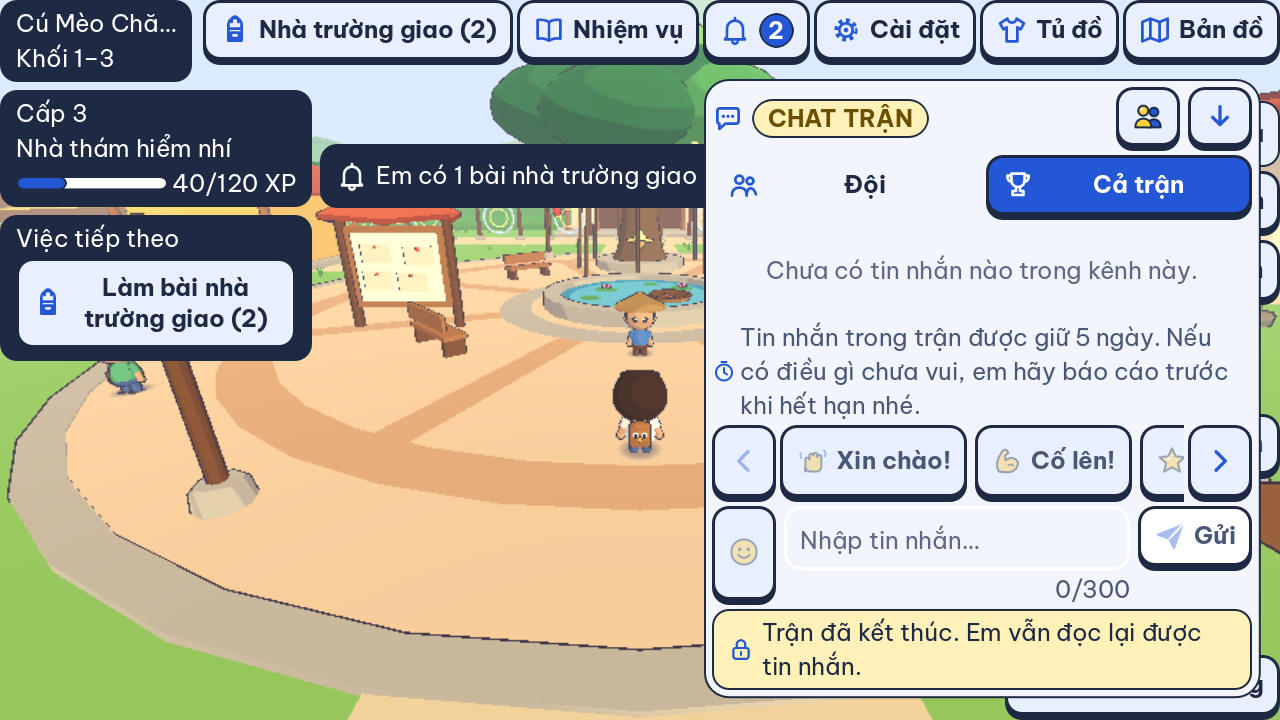 Cú Mèo Chă...
Khối 1–3
Nhà trường giao (2)
Nhiệm vụ
2
Cài đặt
Tủ đồ
Bản đồ
Cấp 3
Nhà thám hiểm nhí
40/120 XP
Em có 1 bài nhà trường giao
Việc tiếp theo
Làm bài nhà
trường giao (2)
CHAT TRẬN
Đội
Cả trận
Chưa có tin nhắn nào trong kênh này.
Tin nhắn trong trận được giữ 5 ngày. Nếu
có điều gì chưa vui, em hãy báo cáo trước
khi hết hạn nhé.
Xin chào!
Cố lên!
Nhập tin nhắn...
Gửi
0/300
Trận đã kết thúc. Em vẫn đọc lại được
tin nhắn.